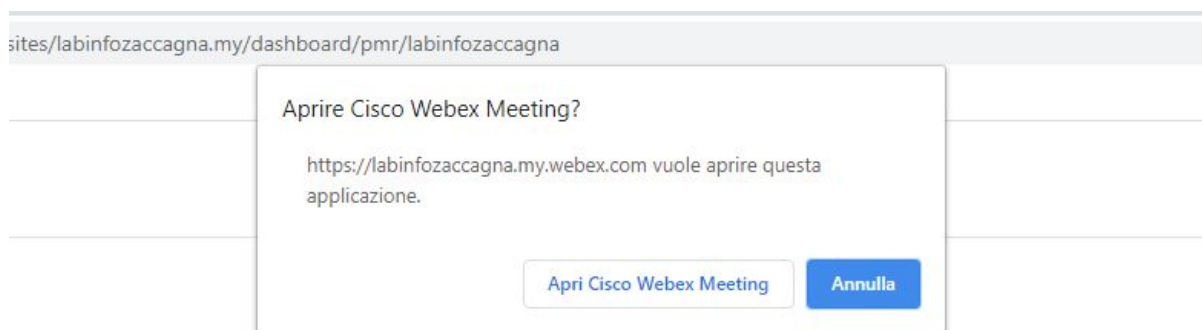 sites/labinfozaccagna.my/dashboard/pmr/labinfozaccagna
Aprire Cisco Webex Meeting?
https://labinfozaccagna.my.webex.com vuole aprire questa
applicazione.
Apri Cisco Webex Meeting
Annulla